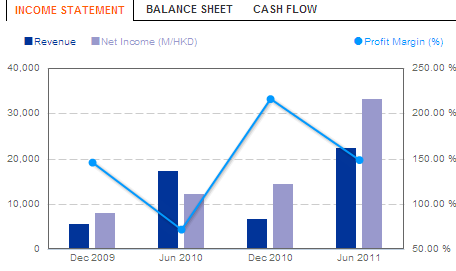 INCOME STATEMENT BALANCE SHEET CASH FLOW
Revenue Net Income (M/HKD) Profit Margin (%)
40,000 250.00 %
30,000 200.00 %
20,000 150.00 %
10,000 100.00 %
0 50.00 %
Dec 2009 Jun 2010 Dec 2010 Jun 2011